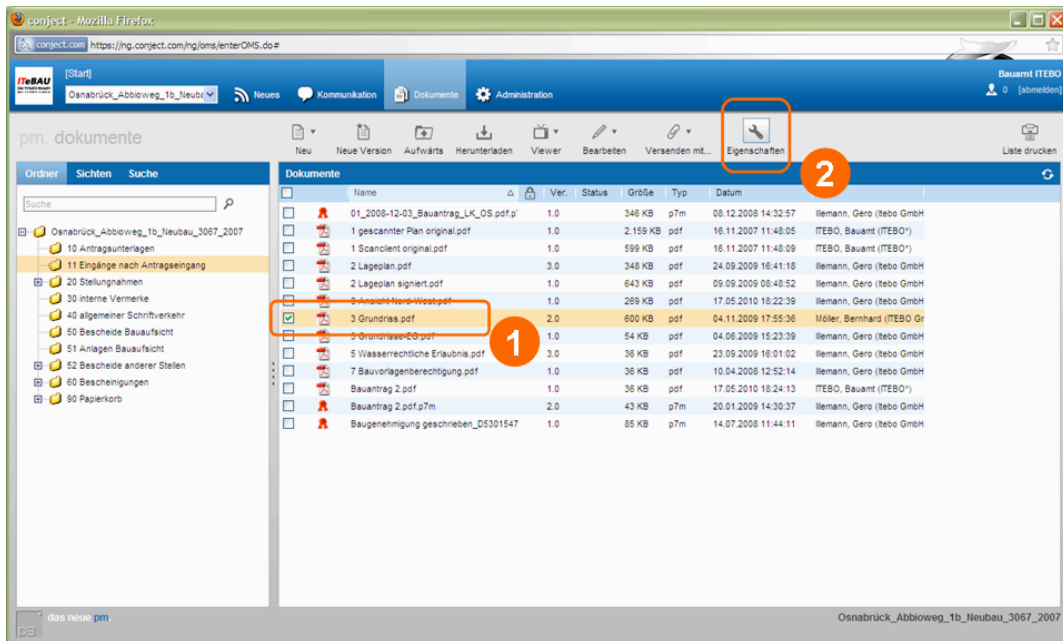 conject - Mozilla Firefox
conject.com https://ng.conject.com/ng/oms/enterOMS.do#
ITeBAU
[Start]
Osnabrück_Abbioweg_1b_Neubε
Neues
Kommunikation
Dokumente
Administration
Bauamt ITEBO
0 [abmelden]
pm. dokumente
Neu
Neue Version
Aufwärts
Herunterladen
Viewer
Bearbeiten
Versenden mit...
Eigenschaften
Liste drucken
2
Ordner Sichten Suche
Suche
Osnabrück_Abbioweg_1b_Neubau_3067_2007
10 Antragsunterlagen
11 Eingänge nach Antragseingang
20 Stellungnahmen
30 interne Vermerke
40 allgemeiner Schriftverkehr
50 Bescheide Bauaufsicht
51 Anlagen Bauaufsicht
52 Bescheide anderer Stellen
60 Bescheinigungen
90 Papierkorb
Dokumente
Name Ver. Status Größe Typ Datum
01_2008-12-03_Bauantrag_LK_OS.pdf.p' 1.0 346 KB p7m 08.12.2008 14:32:57 Illemann, Gero (Itebo GmbH
1 gescannter Plan original.pdf 1.0 2.159 KB pdf 16.11.2007 11:48:05 ITEBO, Bauamt (ITEBO*)
1 Scanclient original.pdf 1.0 599 KB pdf 16.11.2007 11:48:09 ITEBO, Bauamt (ITEBO*)
2 Lageplan.pdf 3.0 348 KB pdf 24.09.2009 16:41:18 Illemann, Gero (Itebo GmbH
2 Lageplan signiert.pdf 1.0 643 KB pdf 09.09.2009 08:48:52 Illemann, Gero (Itebo GmbH
3 Ansicht Nord-West.pdf 1.0 269 KB pdf 17.05.2010 18:22:39 Illemann, Gero (Itebo GmbH
3 Grundriss.pdf 2.0 600 KB pdf 04.11.2009 17:55:36 Möller, Bernhard (ITEBO Gr
3 Grundrisse-EG.pdf 1.0 54 KB pdf 04.06.2009 15:23:39 Illemann, Gero (Itebo GmbH
5 Wasserrechtliche Erlaubnis.pdf 3.0 36 KB pdf 23.09.2009 16:01:02 Illemann, Gero (Itebo GmbH
7 Bauvorlagenberechtigung.pdf 1.0 36 KB pdf 10.04.2008 12:52:14 Illemann, Gero (Itebo GmbH
Bauantrag 2.pdf 1.0 36 KB pdf 17.05.2010 18:24:13 ITEBO, Bauamt (ITEBO*)
Bauantrag 2.pdf.p7m 2.0 43 KB p7m 20.01.2009 14:30:37 Illemann, Gero (Itebo GmbH
Baugenehmigung geschrieben_D5301547 1.0 85 KB p7m 14.07.2008 11:44:11 Illemann, Gero (Itebo GmbH
1
das neue pm.
Osnabrück_Abbioweg_1b_Neubau_3067_2007